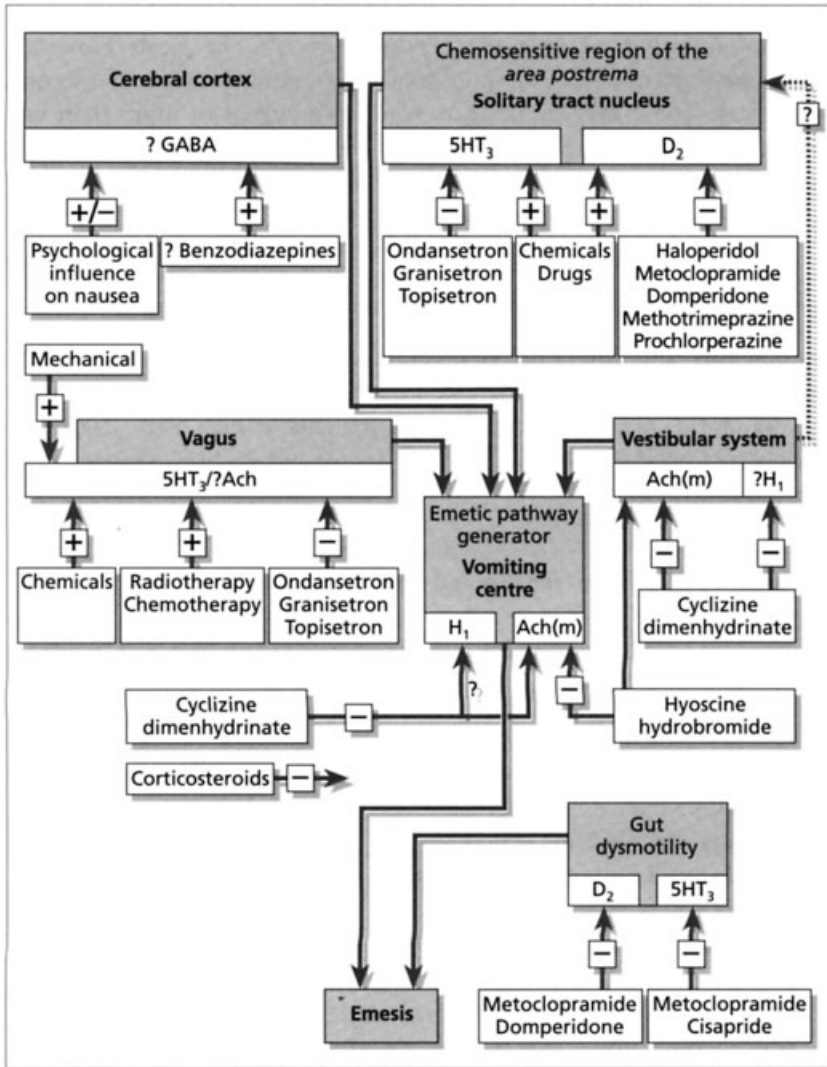 Cerebral cortex
? GABA
+/−
+
Psychological
influence
on nausea
? Benzodiazepines
Chemosensitive region of the
area postrema
Solitary tract nucleus
5HT₃
D₂
?
−
+
+
−
Ondansetron
Granisetron
Topisetron
Chemicals
Drugs
Haloperidol
Metoclopramide
Domperidone
Methotrimeprazine
Prochlorperazine
Mechanical
+
Vagus
5HT₃/?Ach
+
+
−
Chemicals
Radiotherapy
Chemotherapy
Ondansetron
Granisetron
Topisetron
Emetic pathway
generator
Vomiting
centre
H₁
Ach(m)
Vestibular system
Ach(m)
?H₁
−
−
Cyclizine
dimenhydrinate
?
−
Cyclizine
dimenhydrinate
−
Hyoscine
hydrobromide
Corticosteroids
−
Gut
dysmotility
D₂
5HT₃
−
−
Metoclopramide
Domperidone
Metoclopramide
Cisapride
Emesis